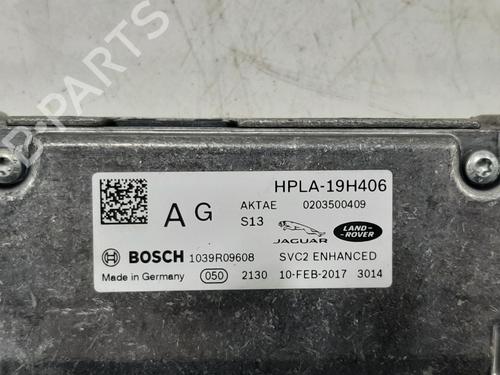 HPLA-19H406
AG
AKTAE 0203500409
S13 JAGUAR LAND-ROVER
BOSCH 1039R09608 SVC2 ENHANCED
Made in Germany 050 2130 10-FEB-2017 3014
B-PARTS